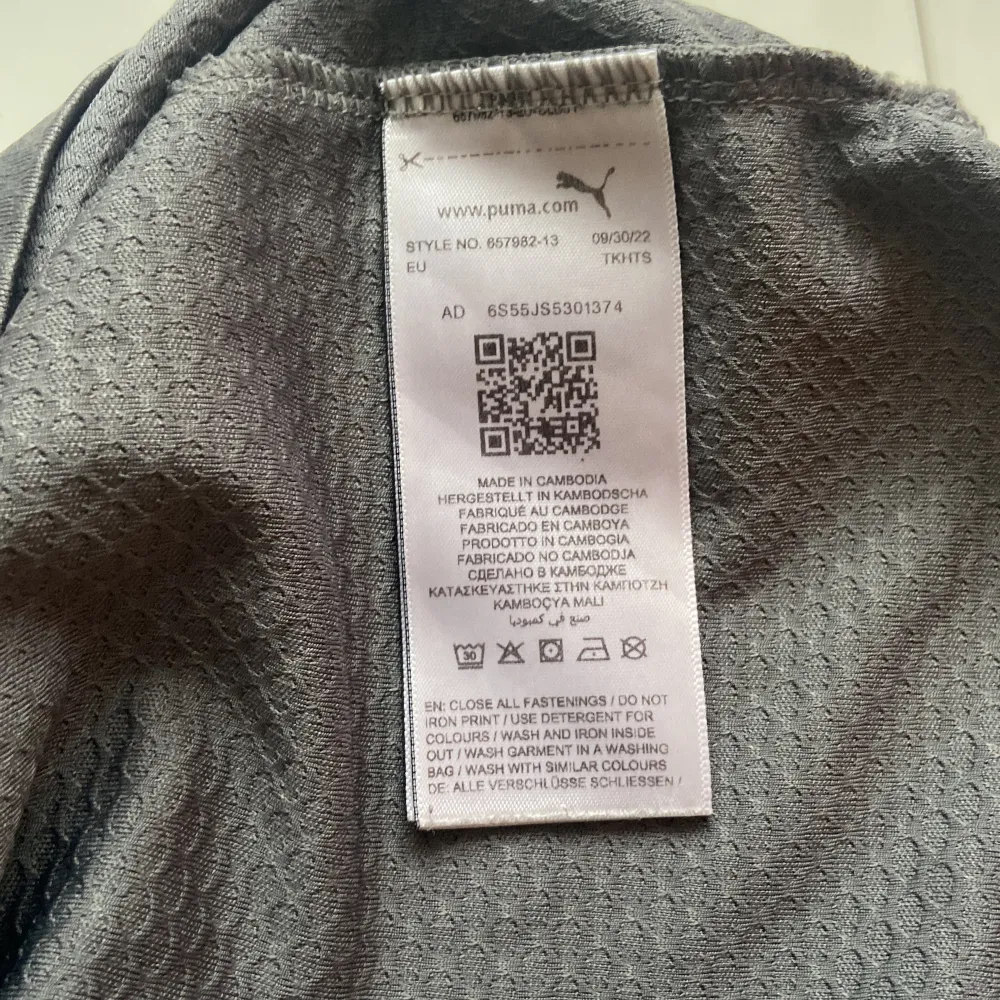 www.puma.com
STYLE NO. 657982-13 09/30/22
EU TKHTS
AD 6S55JS5301374
MADE IN CAMBODIA
HERGESTELLT IN KAMBODSCHA
FABRIQUÉ AU CAMBODGE
FABRICADO EN CAMBOYA
PRODOTTO IN CAMBOGIA
FABRICADO NO CAMBODJA
СДЕЛАНО В КАМБОДЖЕ
ΚΑΤΑΣΚΕΥΑΣΤΗΚΕ ΣΤΗΝ ΚΑΜΠΟΤΖΗ
KAMBOÇYA MALI
صنع في كمبوديا
30
EN: CLOSE ALL FASTENINGS / DO NOT
IRON PRINT / USE DETERGENT FOR
COLOURS / WASH AND IRON INSIDE
OUT / WASH GARMENT IN A WASHING
BAG / WASH WITH SIMILAR COLOURS
DE: ALLE VERSCHLÜSSE SCHLIESSEN /